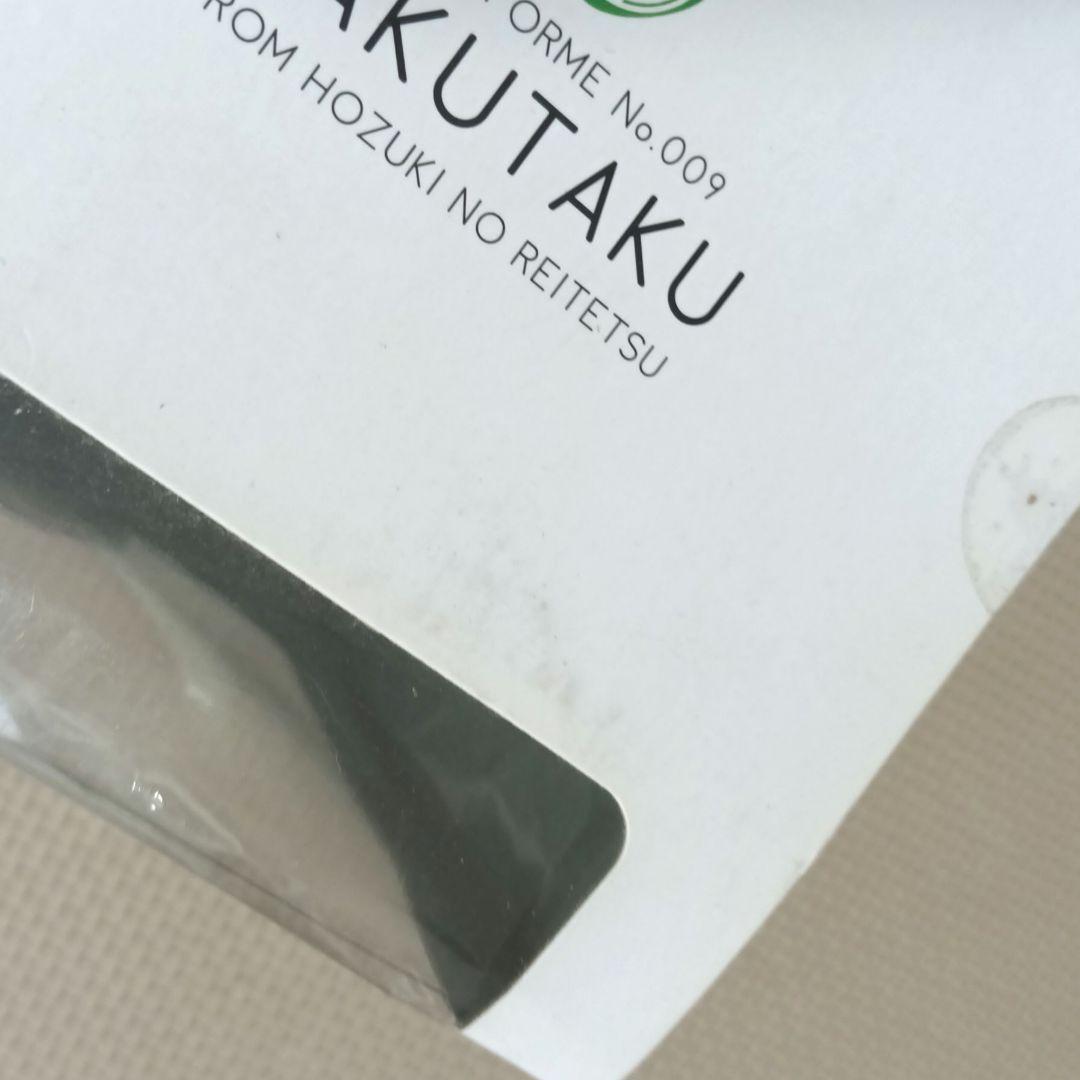 ORME No.009
AKUTAKU
ROM HOZUKI NO REITETSU